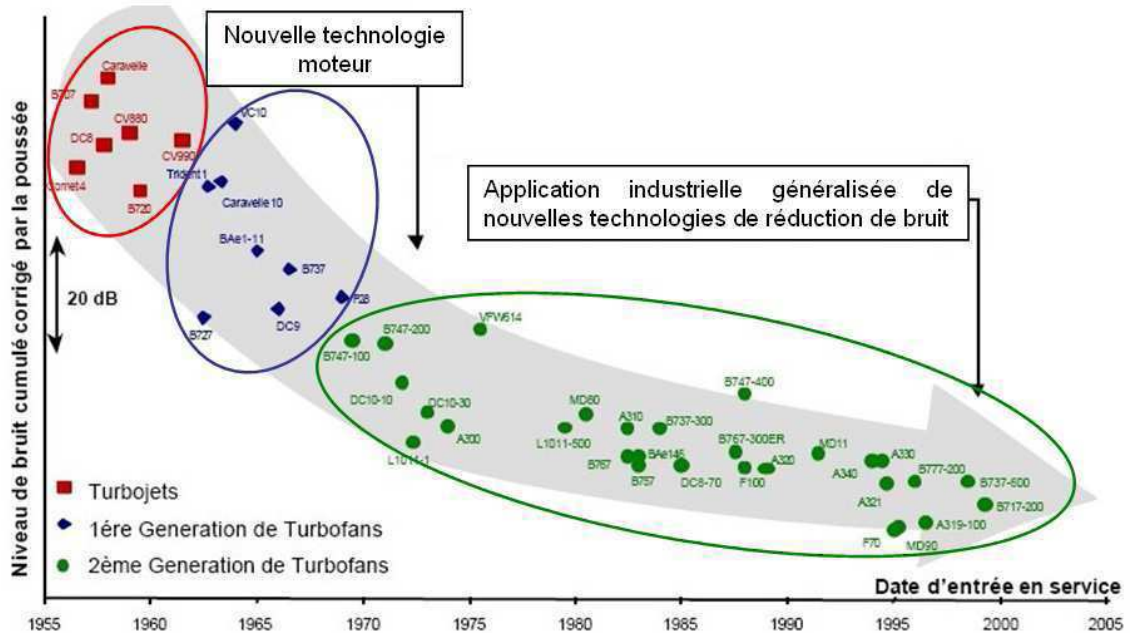 Niveau de bruit cumulé corrigé par la poussée
Nouvelle technologie
moteur
Application industrielle généralisée de
nouvelles technologies de réduction de bruit
20 dB
Caravelle
B707
CV880
DC8
CV990
Comet4
B720
VC10
Trident1
Caravelle 10
BAe1-11
B737
F28
DC9
B727
VFW614
B747-200
B747-100
DC10-10
DC10-30
A300
L1011-1
MD80
L1011-500
A310
B737-300
B747-400
B767
BAe146
B757
DC8-70
B767-300ER
F100
A320
MD11
A340
A330
A321
B777-200
B737-600
B717-200
A319-100
F70
MD90
Turbojets
1ére Generation de Turbofans
2ème Generation de Turbofans
Date d'entrée en service
1955 1960 1965 1970 1975 1980 1985 1990 1995 2000 2005